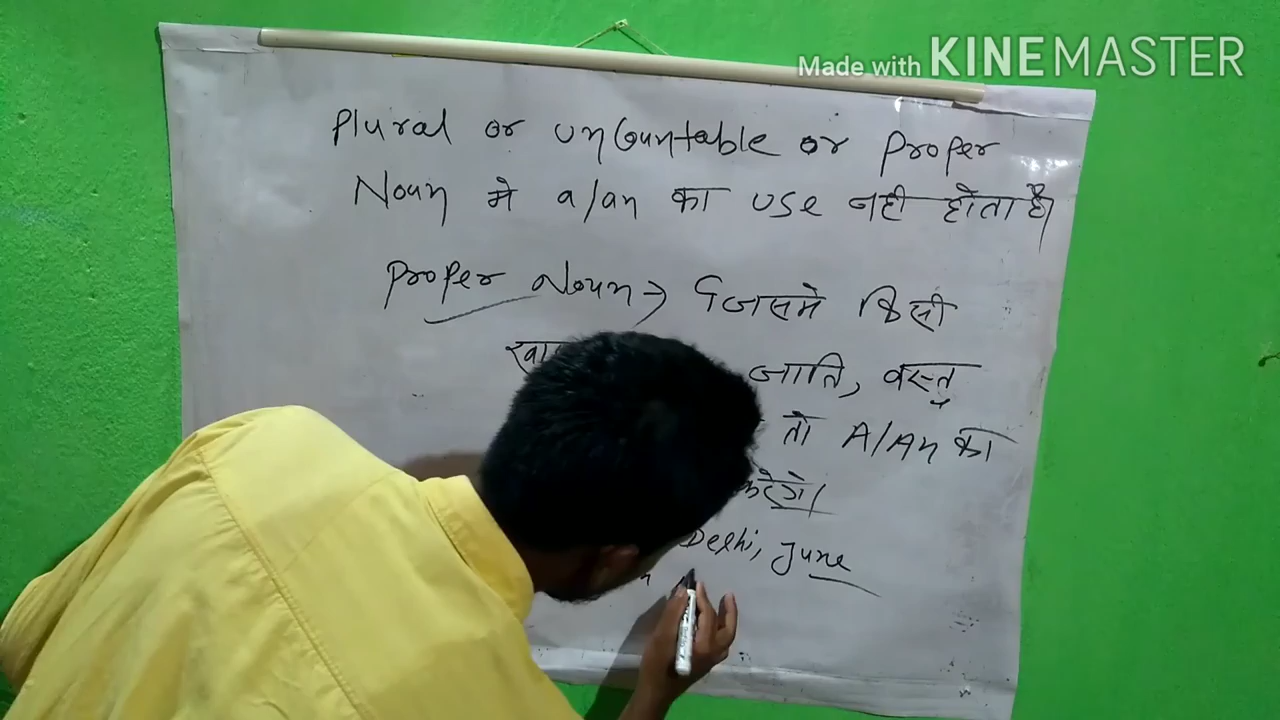 Made with KINEMASTER
Plural or uncountable or Proper
Noun मे a/an का use नही होता है।
Proper Noun → जिसमे किसी
जाति, वस्तु
तो A/An का
करेगे।
Delhi, June